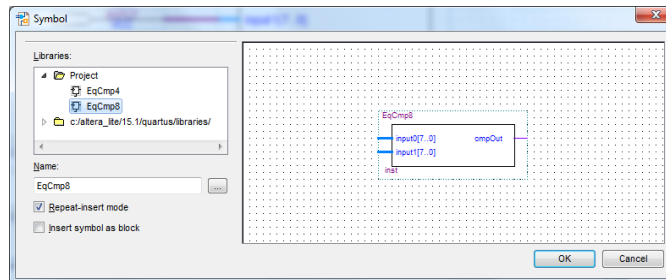 Symbol
Libraries:
Project
EqCmp4
EqCmp8
c:/altera_lite/15.1/quartus/libraries/
Name:
EqCmp8
...
Repeat-insert mode
Insert symbol as block
EqCmp8
input0[7..0] cmpOut
input1[7..0]
inst
OK Cancel